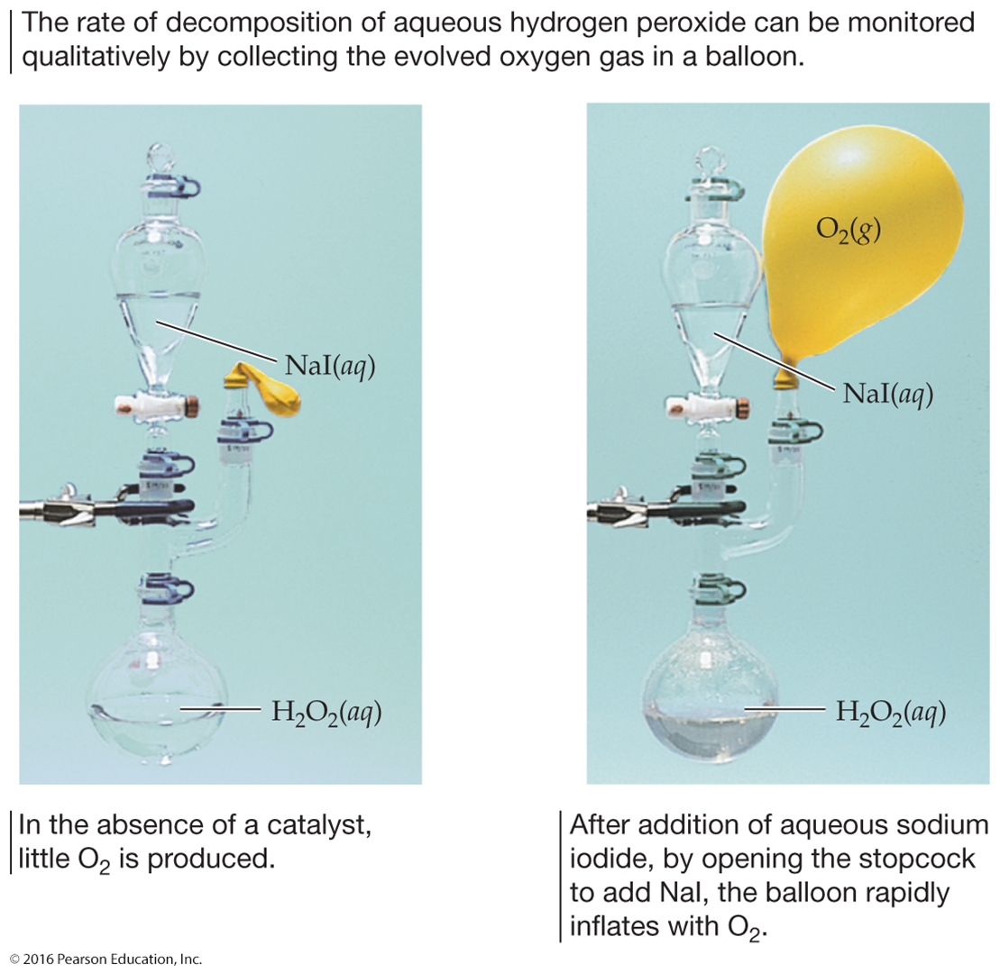 The rate of decomposition of aqueous hydrogen peroxide can be monitored
qualitatively by collecting the evolved oxygen gas in a balloon.
O₂(g)
NaI(aq)
NaI(aq)
H₂O₂(aq)
H₂O₂(aq)
In the absence of a catalyst,
little O₂ is produced.
After addition of aqueous sodium
iodide, by opening the stopcock
to add NaI, the balloon rapidly
inflates with O₂.
© 2016 Pearson Education, Inc.